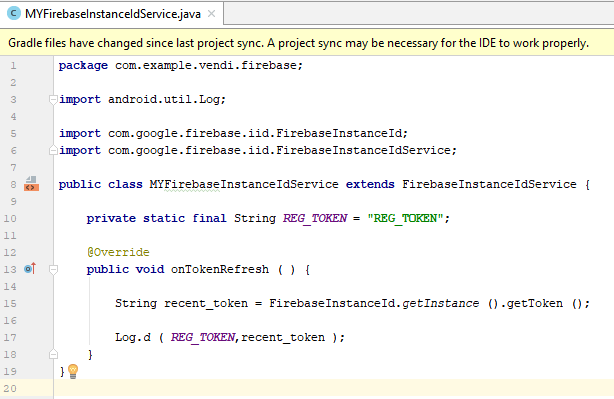 MYFirebaseInstanceIdService.java
Gradle files have changed since last project sync. A project sync may be necessary for the IDE to work properly.
1 package com.example.vendi.firebase;
2
3 import android.util.Log;
4
5 import com.google.firebase.iid.FirebaseInstanceId;
6 import com.google.firebase.iid.FirebaseInstanceIdService;
7
8 public class MYFirebaseInstanceIdService extends FirebaseInstanceIdService {
9
10 private static final String REG_TOKEN = "REG_TOKEN";
11
12 @Override
13 public void onTokenRefresh ( ) {
14
15 String recent_token = FirebaseInstanceId.getInstance ().getToken ();
16
17 Log.d ( REG_TOKEN,recent_token );
18 }
19 }
20